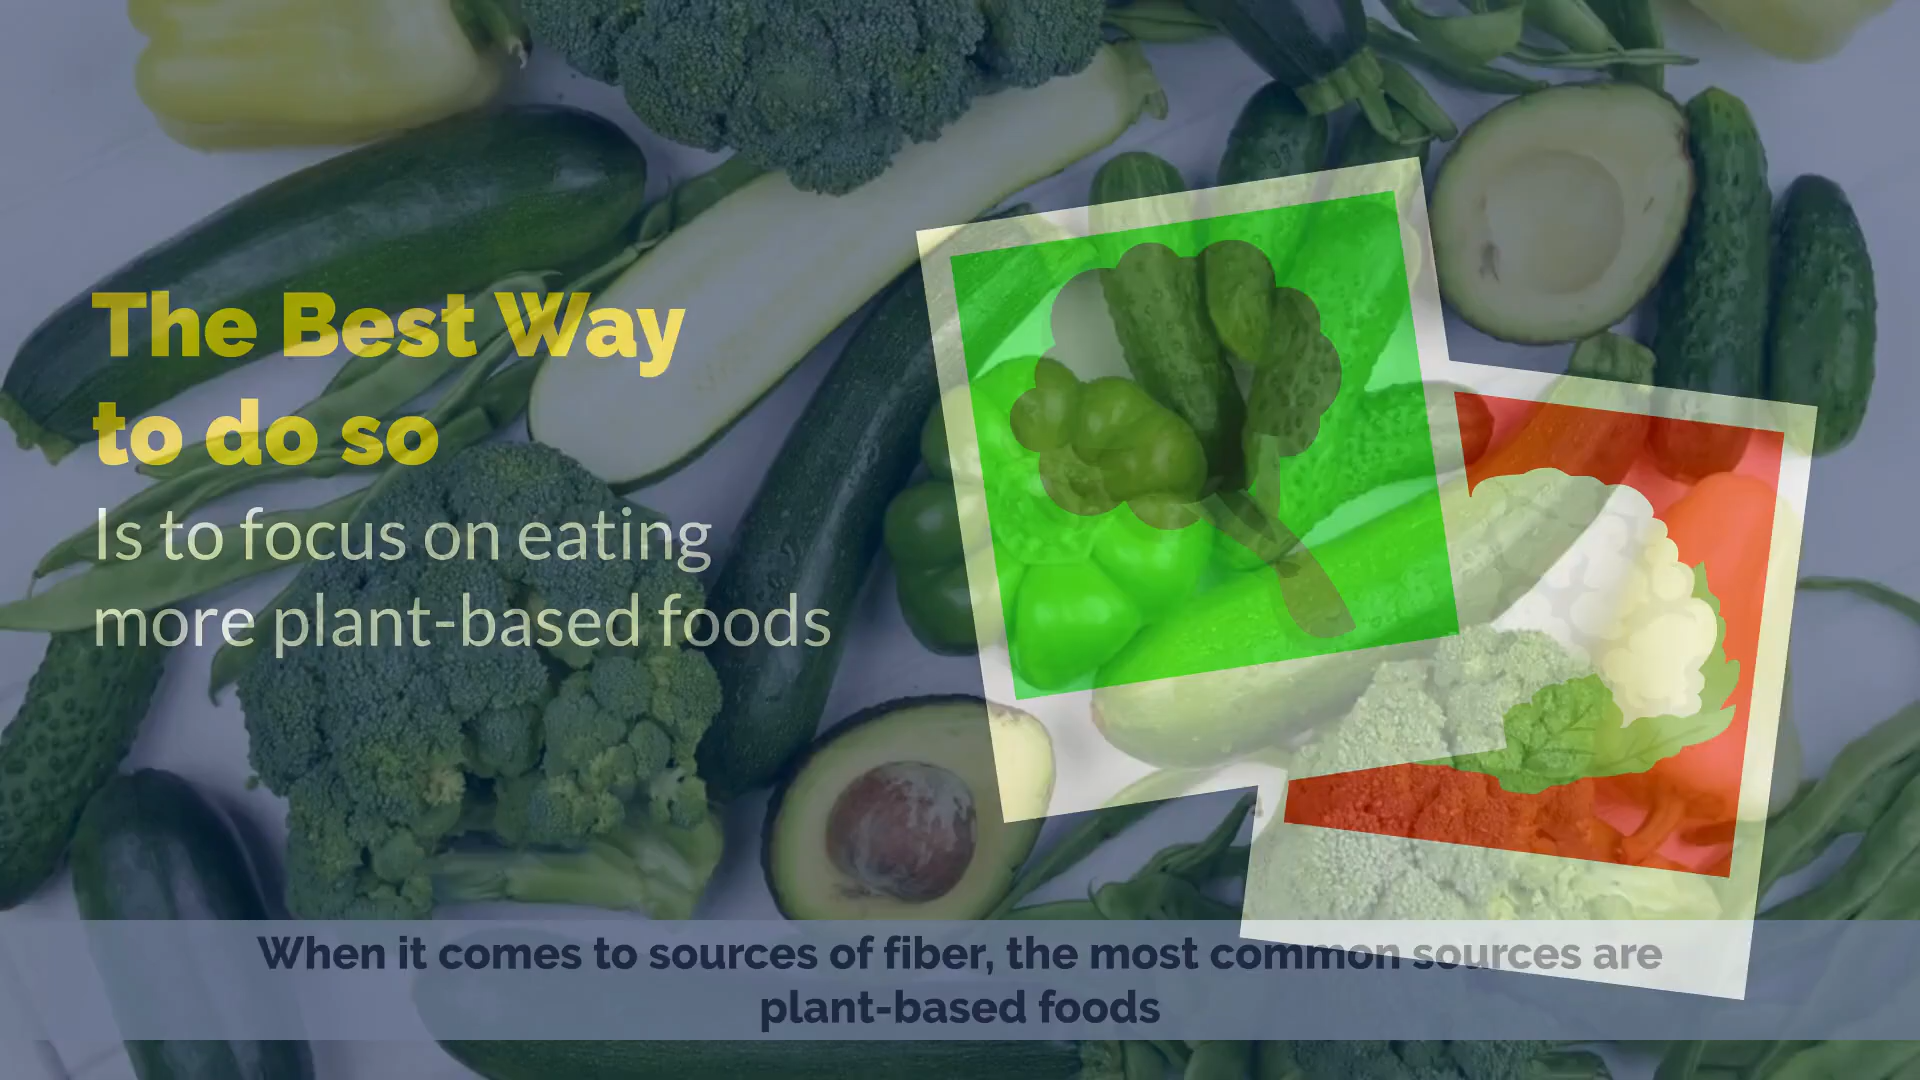 The Best Way
to do so
Is to focus on eating
more plant-based foods
When it comes to sources of fiber, the most common sources are
plant-based foods